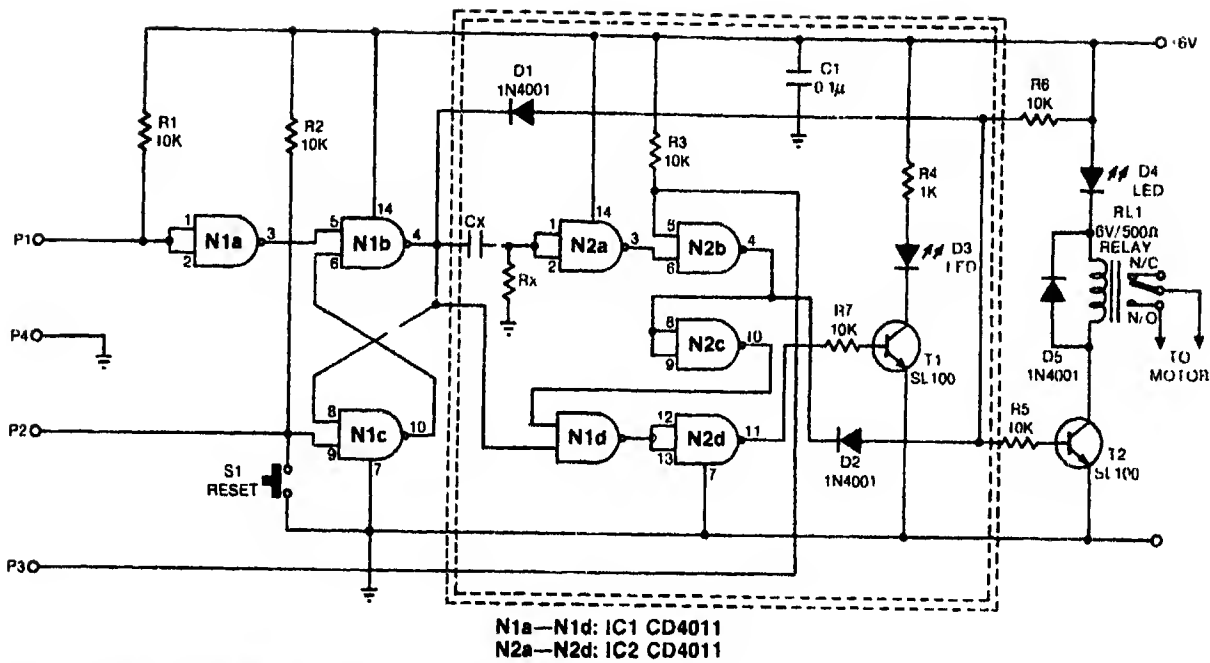 +6V
D1
1N4001
C1
0.1µ
R6
10K
R1
10K
R2
10K
R3
10K
R4
1K
D4
LED
RL1
6V/500Ω
RELAY
N/C
N/O
TO
MOTOR
14
5
6
N1b
4
Cx
Rx
14
1
2
N2a
3
5
6
N2b
4
D3
LED
P1
1
2
N1a
3
8
9
N2c
10
R7
10K
T1
SL100
D5
1N4001
P4
P2
8
9
N1c
10
7
N1d
12
13
N2d
11
7
D2
1N4001
R5
10K
T2
SL100
S1
RESET
P3
N1a—N1d: IC1 CD4011
N2a—N2d: IC2 CD4011